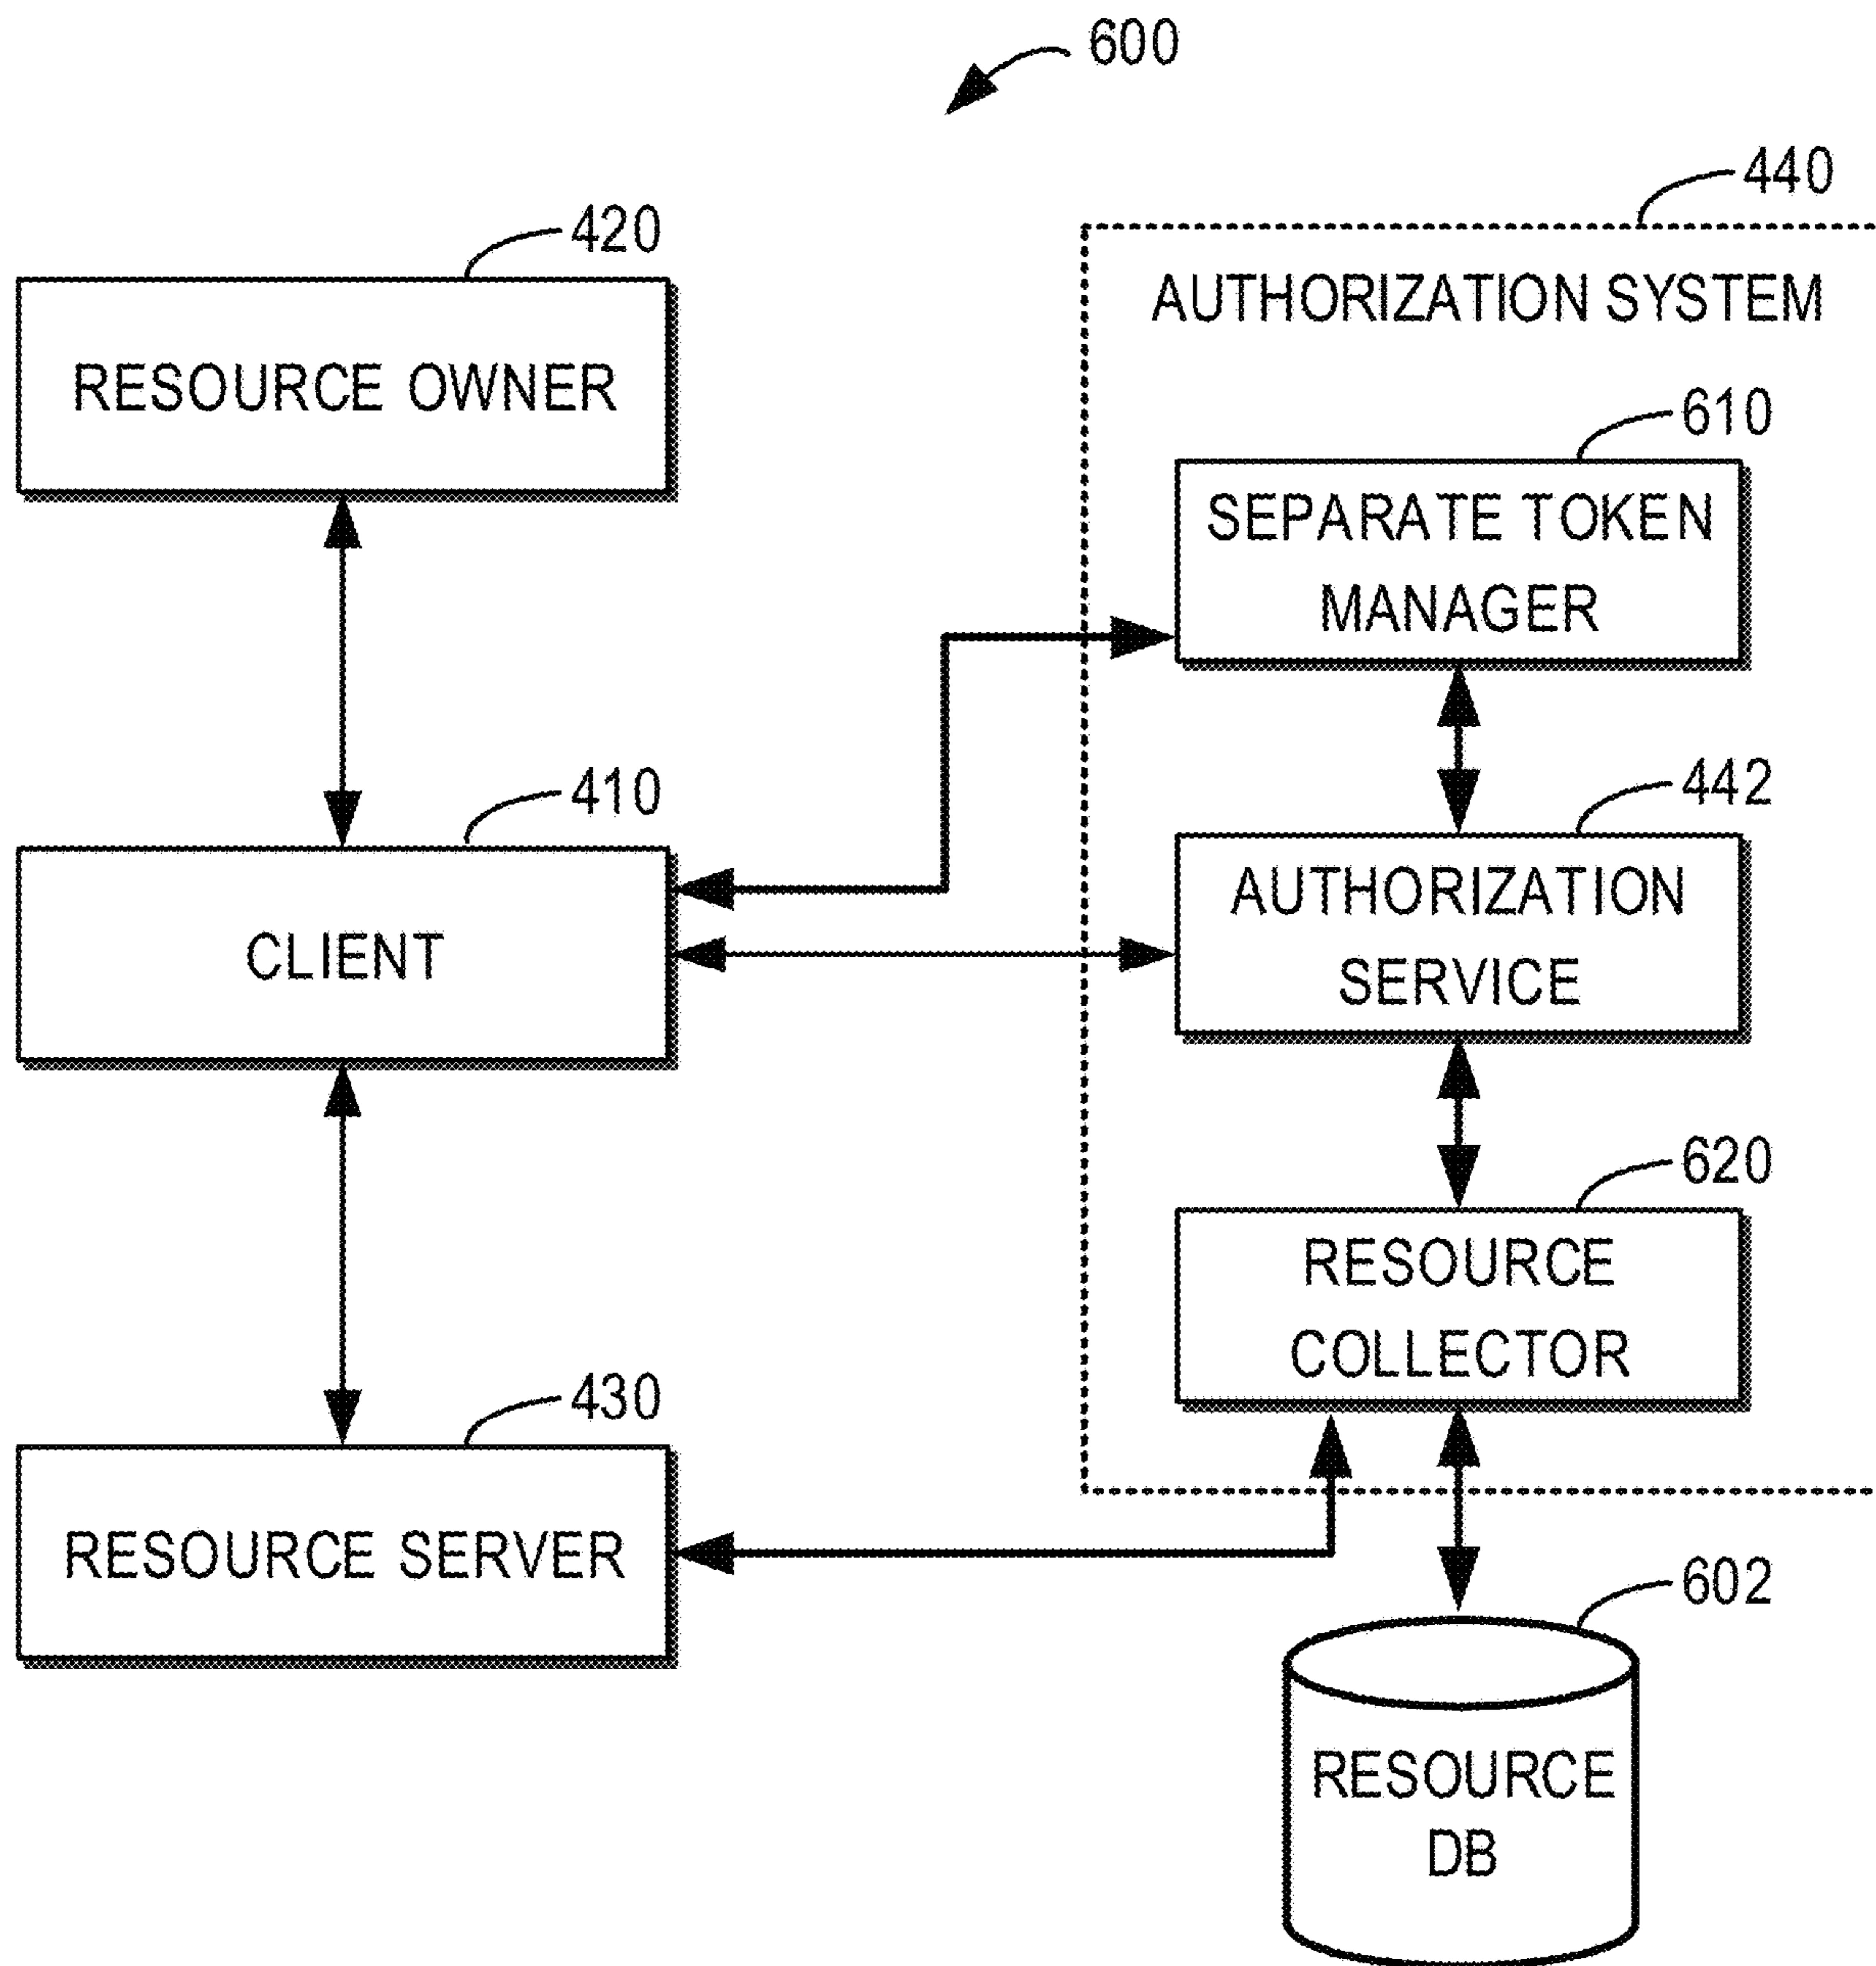 600
440
420
AUTHORIZATION SYSTEM
RESOURCE OWNER
610
SEPARATE TOKEN
MANAGER
410
442
CLIENT
AUTHORIZATION
SERVICE
620
RESOURCE
COLLECTOR
430
RESOURCE SERVER
602
RESOURCE
DB